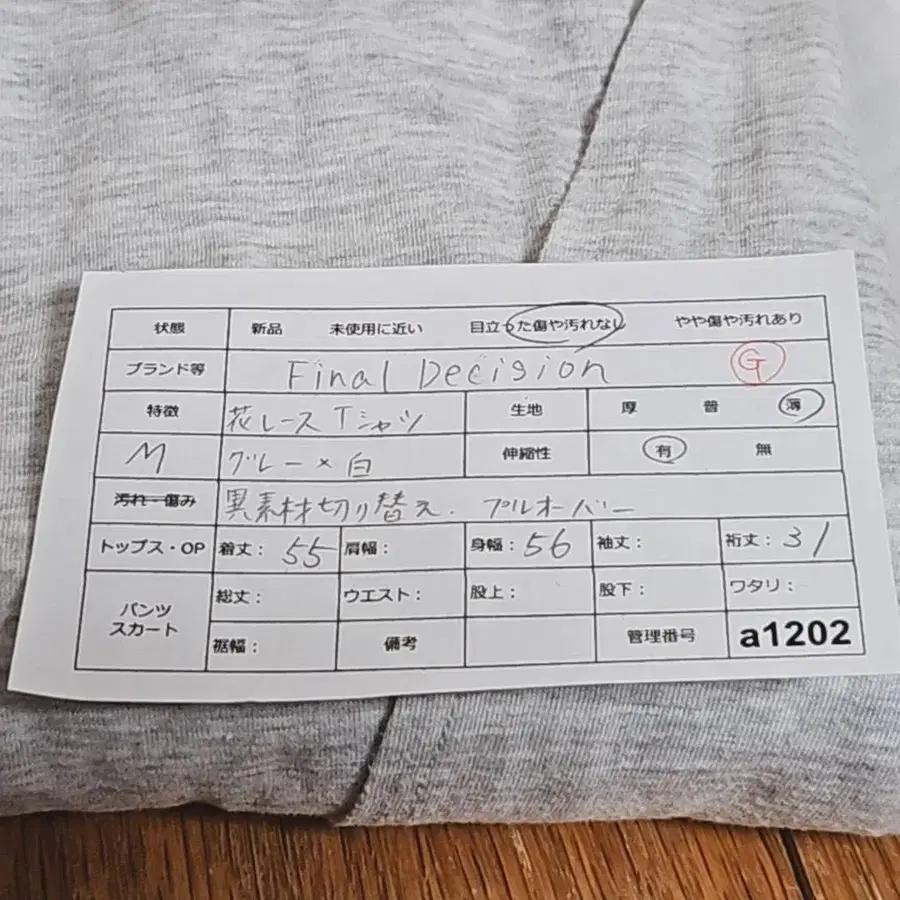 状態 新品 未使用に近い 目立った傷や汚れなし やや傷や汚れあり
ブランド等 Final Decision G
特徴 花レースTシャツ 生地 厚 普 薄
M グレー×白 伸縮性 有 無
汚れ・傷み 異素材切り替え. プルオーバー
トップス・OP 着丈: 55 肩幅: 身幅: 56 袖丈: 裄丈: 31
パンツ スカート 総丈: ウエスト: 股上: 股下: ワタリ:
裾幅: 備考 管理番号 a1202